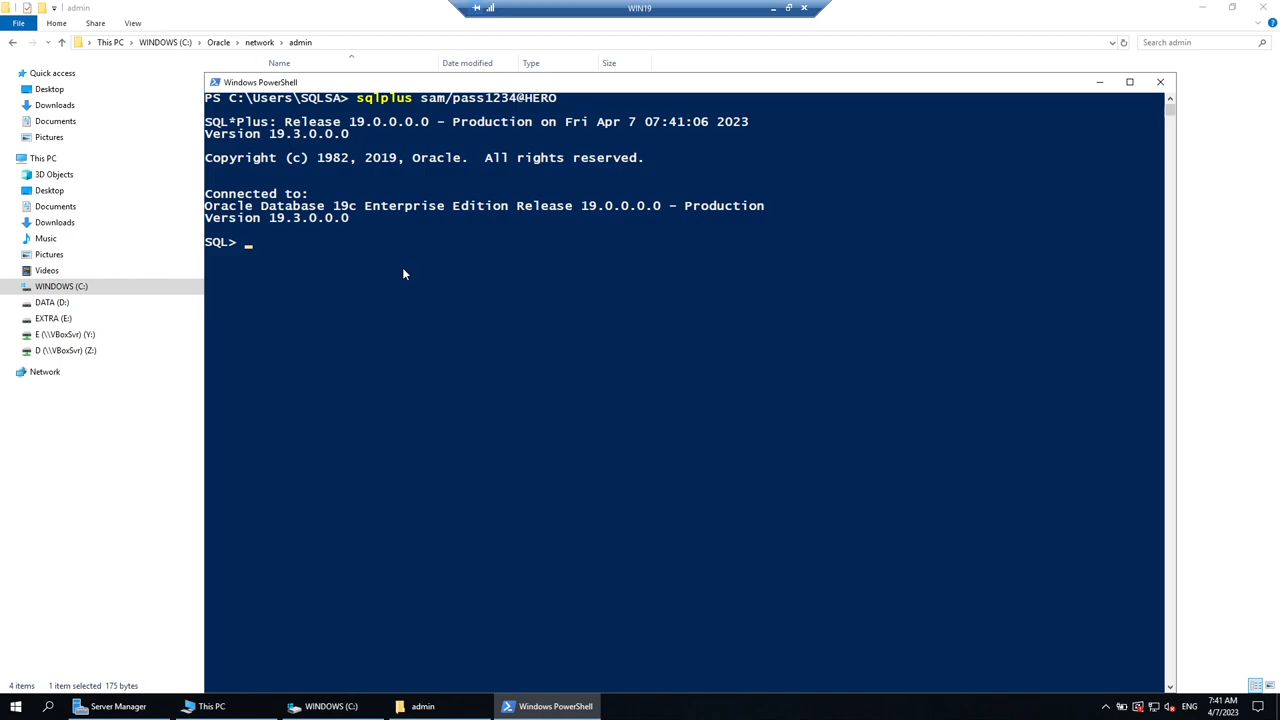 admin
WIN19
File
Home
Share
View
This PC
WINDOWS (C:)
Oracle
network
admin
Search admin
Name
Date modified
Type
Size
Quick access
Desktop
Downloads
Documents
Pictures
This PC
3D Objects
Desktop
Documents
Downloads
Music
Pictures
Videos
WINDOWS (C:)
DATA (D:)
EXTRA (E:)
E (\\VBoxSvr) (Y:)
D (\\VBoxSvr) (Z:)
Network
Windows PowerShell
PS C:\Users\SQLSA> sqlplus sam/pass1234@HERO
SQL*Plus: Release 19.0.0.0.0 - Production on Fri Apr 7 07:41:06 2023
Version 19.3.0.0.0
Copyright (c) 1982, 2019, Oracle.  All rights reserved.
Connected to:
Oracle Database 19c Enterprise Edition Release 19.0.0.0.0 - Production
Version 19.3.0.0.0
SQL> _
4 items
1 item selected 175 bytes
Server Manager
This PC
WINDOWS (C:)
admin
Windows PowerShell
ENG
7:41 AM
4/7/2023